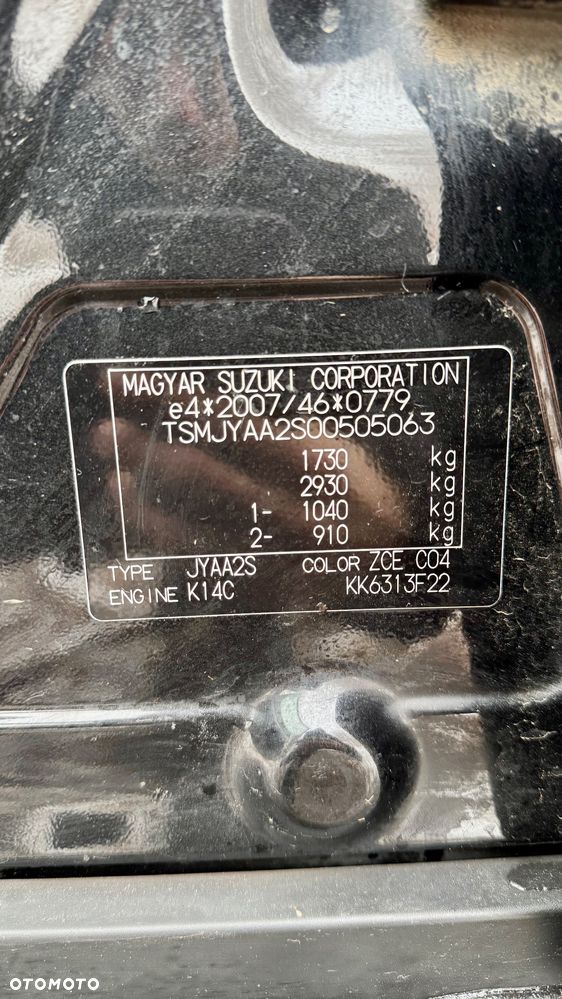 MAGYAR SUZUKI CORPORATION
e4*2007/46*0779
TSMJYAA2S00505063
1730 kg
2930 kg
1- 1040 kg
2- 910 kg
TYPE JYAA2S COLOR ZCE C04
ENGINE K14C KK6313F22
OTOMOTO